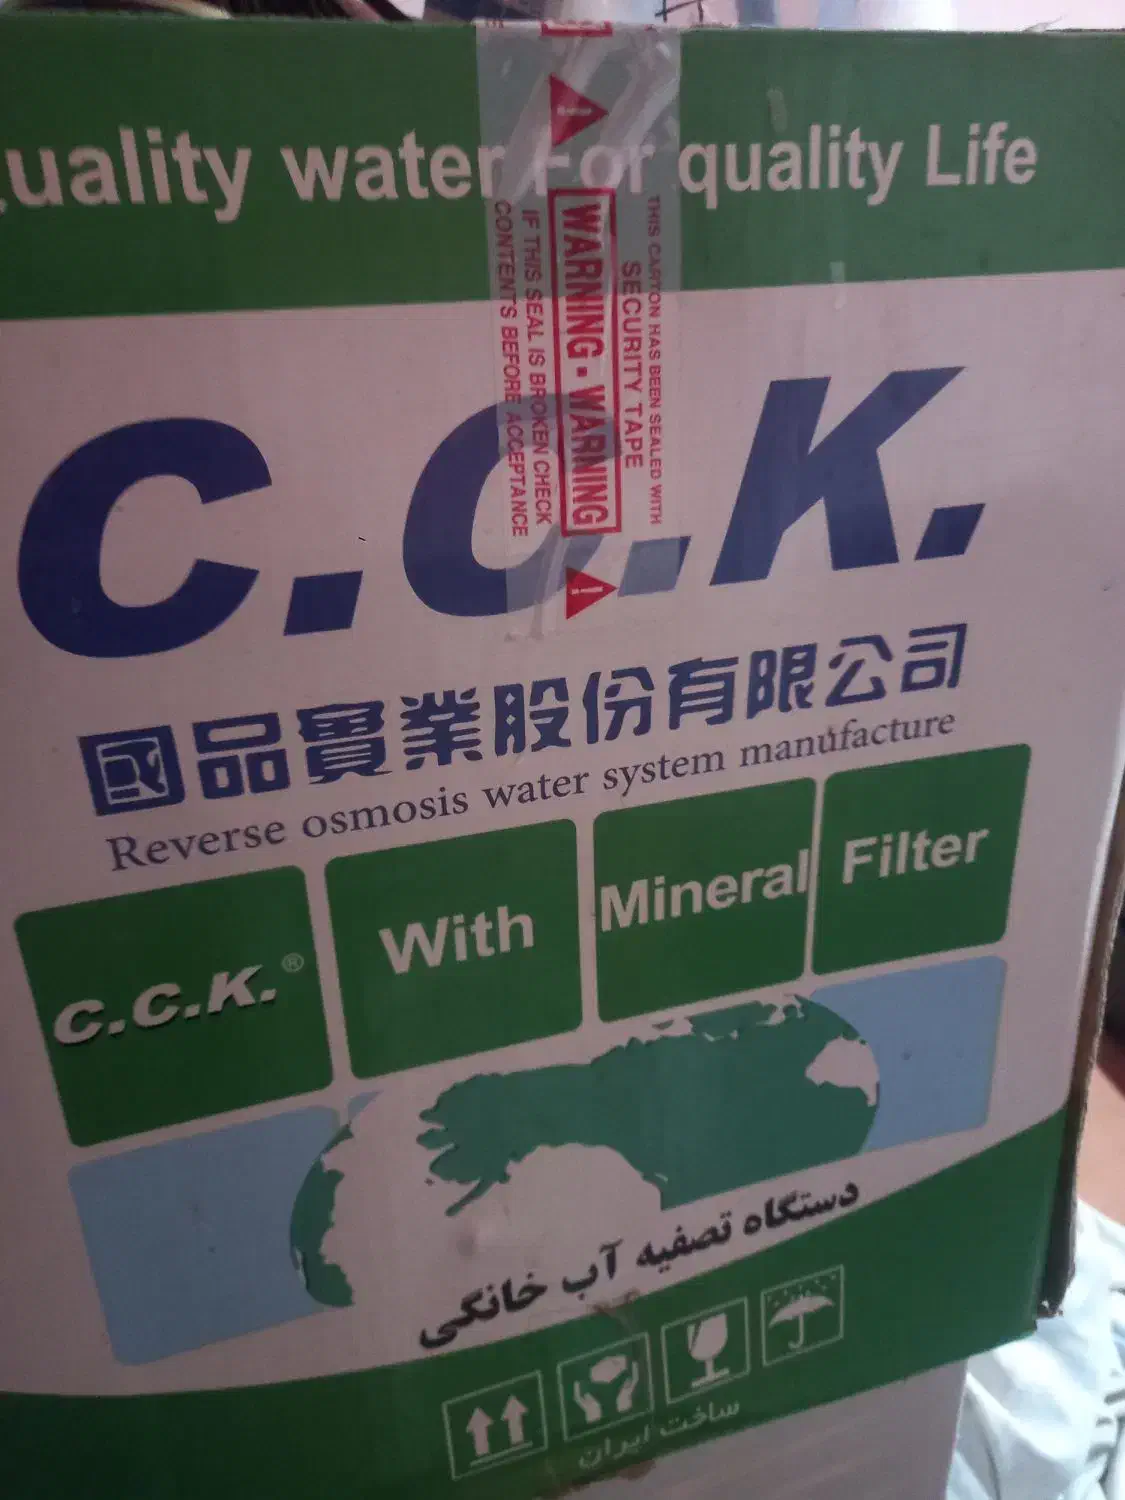 uality water For quality Life
THIS CARTON HAS BEEN SEALED WITH
SECURITY TAPE
WARNING • WARNING
IF THIS SEAL IS BROKEN CHECK
CONTENTS BEFORE ACCEPTANCE
C.C.K.
國品實業股份有限公司
Reverse osmosis water system manufacture
C.C.K.® With Mineral Filter
دستگاه تصفیه آب خانگی
ساخت ایران